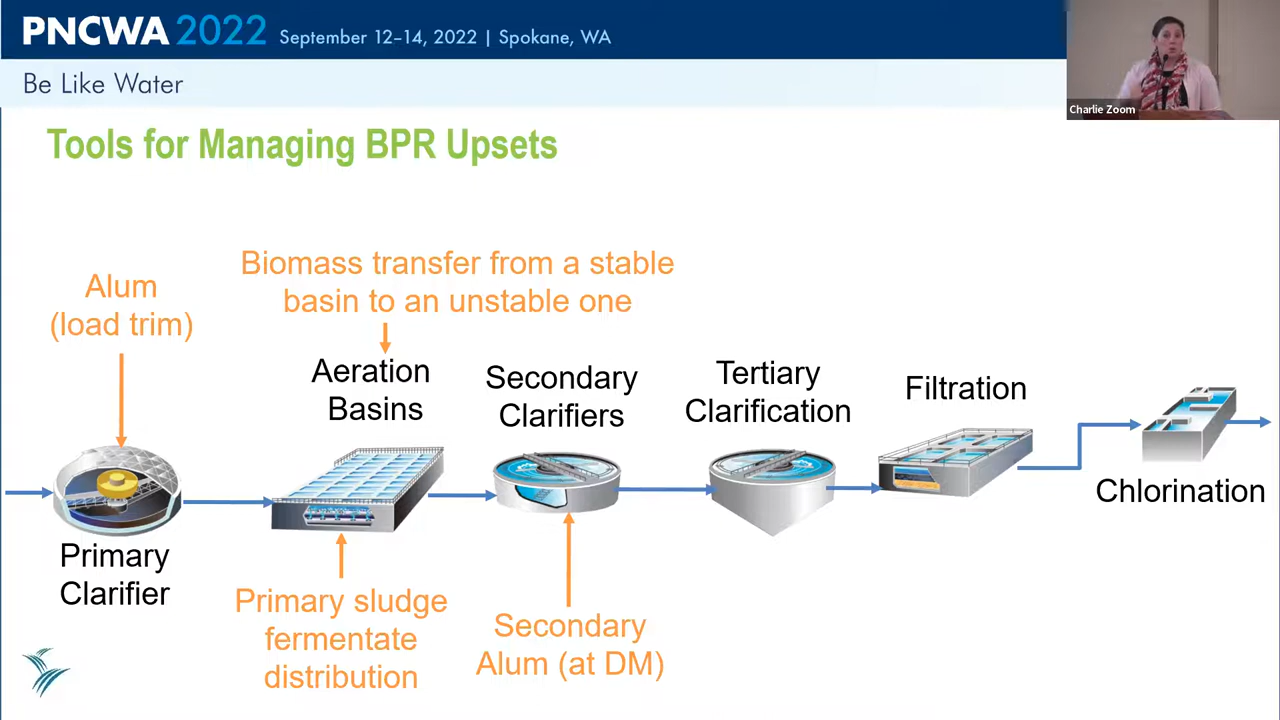 PNCWA 2022 September 12–14, 2022 | Spokane, WA
Be Like Water
Charlie Zoom
Tools for Managing BPR Upsets
Alum
(load trim)
Biomass transfer from a stable
basin to an unstable one
Aeration
Basins
Secondary
Clarifiers
Tertiary
Clarification
Filtration
Chlorination
Primary
Clarifier
Primary sludge
fermentate
distribution
Secondary
Alum (at DM)